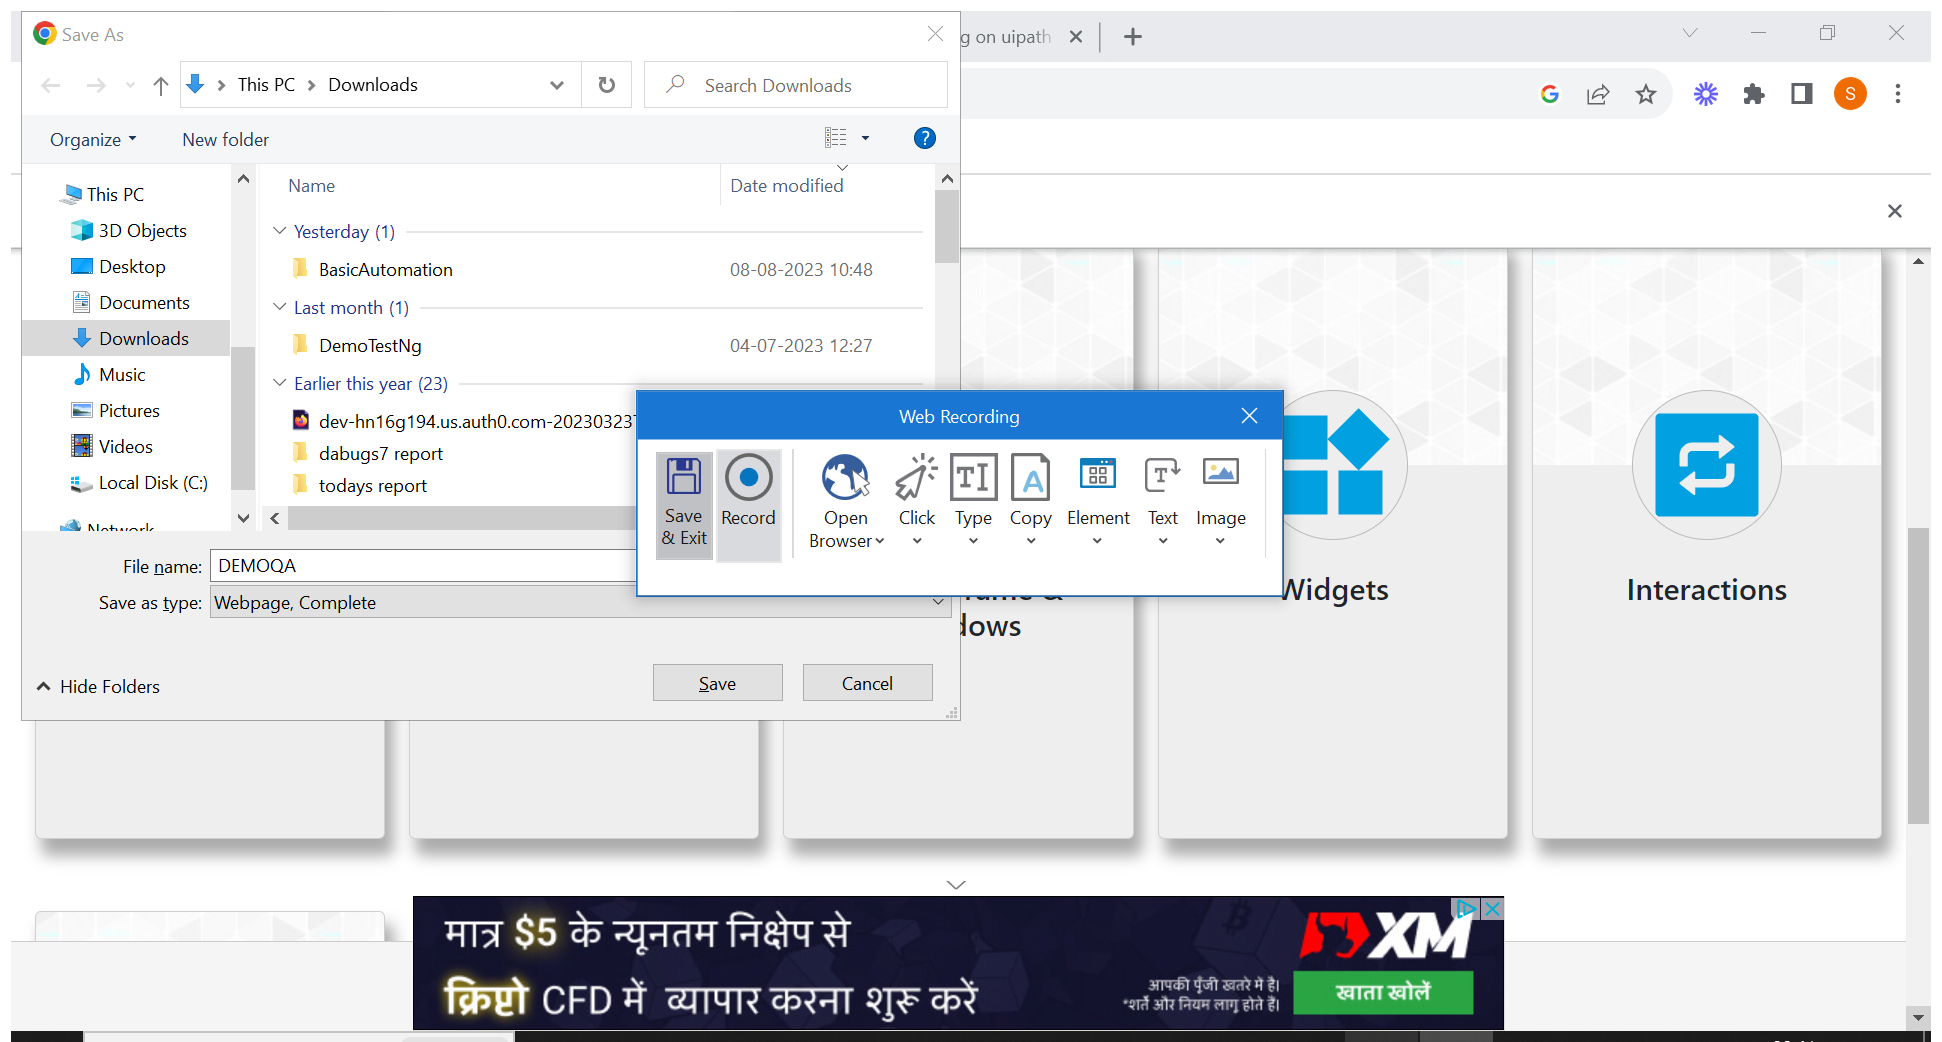 Save As
g on uipath
This PC
Downloads
Search Downloads
S
Organize
New folder
?
Name
Date modified
This PC
3D Objects
Desktop
Documents
Downloads
Music
Pictures
Videos
Local Disk (C:)
Network
Yesterday (1)
BasicAutomation
08-08-2023 10:48
Last month (1)
DemoTestNg
04-07-2023 12:27
Earlier this year (23)
dev-hn16g194.us.auth0.com-20230323T
dabugs7 report
todays report
Web Recording
Save
& Exit
Record
Open
Browser
Click
Type
Copy
Element
Text
Image
File name:
DEMOQA
Save as type:
Webpage, Complete
Hide Folders
Save
Cancel
dows
Widgets
Interactions
मात्र $5 के न्यूनतम निक्षेप से
क्रिप्टो CFD में व्यापार करना शुरू करें
XM
आपकी पूँजी खतरे में है।
*शर्ते और नियम लागू होते हैं।
खाता खोलें